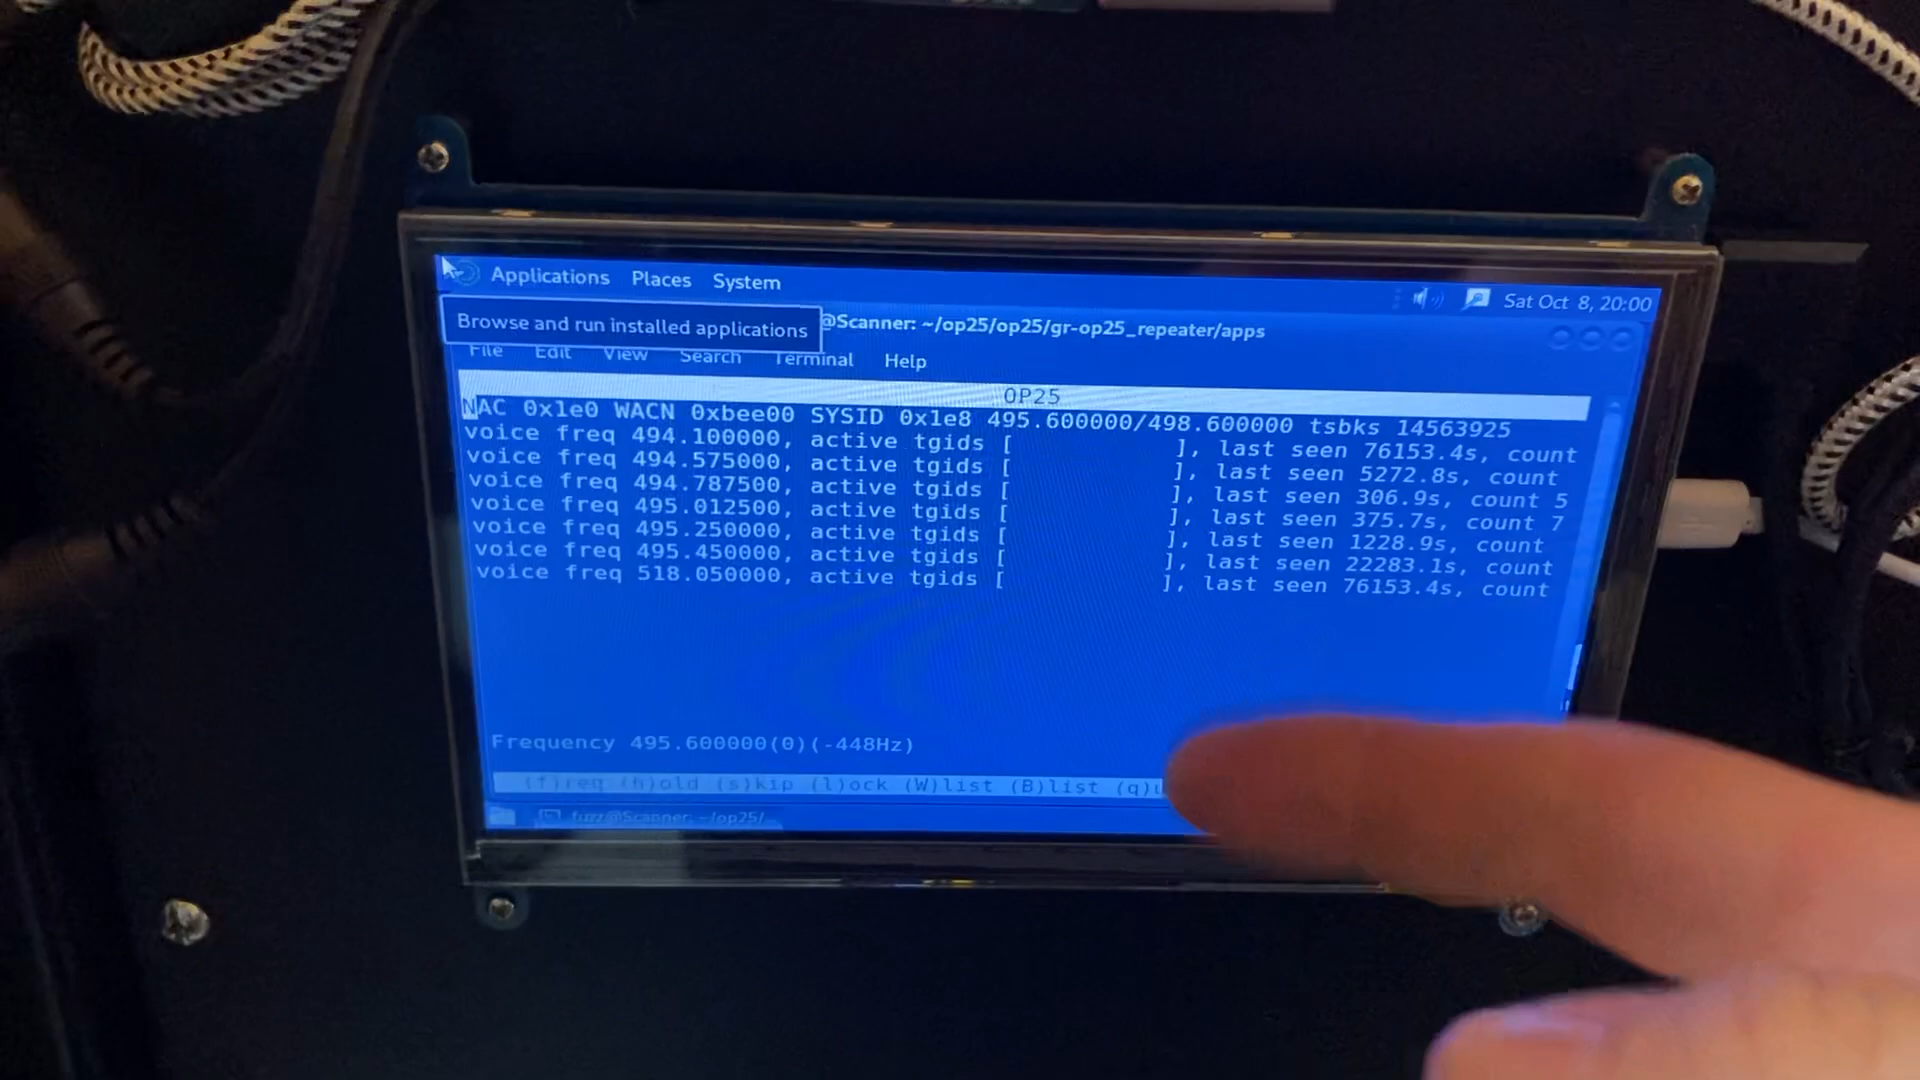 Applications Places System
Sat Oct 8, 20:00
Browse and run installed applications
@Scanner: ~/op25/op25/gr-op25_repeater/apps
File Edit View Search Terminal Help
OP25
NAC 0x1e0 WACN 0xbee00 SYSID 0x1e8 495.600000/498.600000 tsbks 14563925
voice freq 494.100000, active tgids [ ], last seen 76153.4s, count
voice freq 494.575000, active tgids [ ], last seen 5272.8s, count
voice freq 494.787500, active tgids [ ], last seen 306.9s, count 5
voice freq 495.012500, active tgids [ ], last seen 375.7s, count 7
voice freq 495.250000, active tgids [ ], last seen 1228.9s, count
voice freq 495.450000, active tgids [ ], last seen 22283.1s, count
voice freq 518.050000, active tgids [ ], last seen 76153.4s, count
Frequency 495.600000(0)(-448Hz)
(f)req (h)old (s)kip (l)ock (W)list (B)list
fuzz@Scanner: ~/op25/...